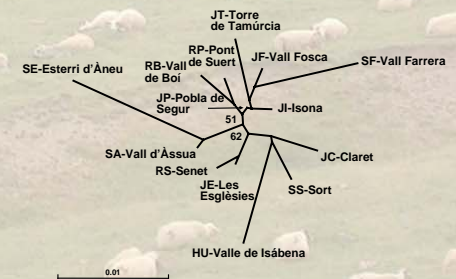 JT-Torre
de Tamúrcia
RP-Pont
de Suert
JF-Vall Fosca
SF-Vall Farrera
RB-Vall
de Boí
SE-Esterri d'Àneu
JP-Pobla de
Segur
JI-Isona
51
62
SA-Vall d'Àssua
JC-Claret
RS-Senet
JE-Les
Esglèsies
SS-Sort
HU-Valle de Isábena
0.01